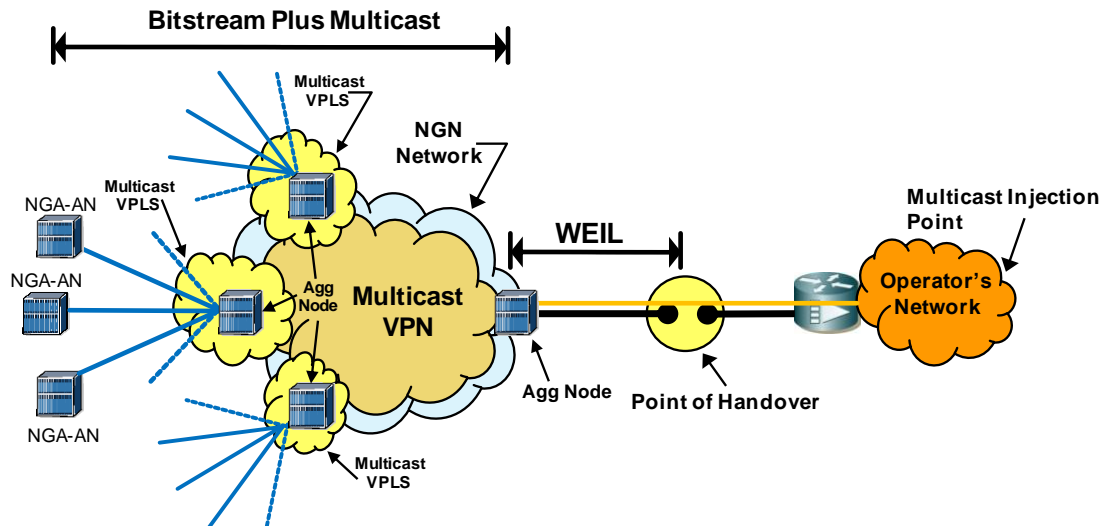 Bitstream Plus Multicast
Multicast
VPLS
NGN
Network
Multicast
VPLS
NGA-AN
NGA-AN
NGA-AN
Agg
Node
Multicast
VPN
WEIL
Multicast Injection
Point
Operator's
Network
Agg Node
Point of Handover
Multicast
VPLS